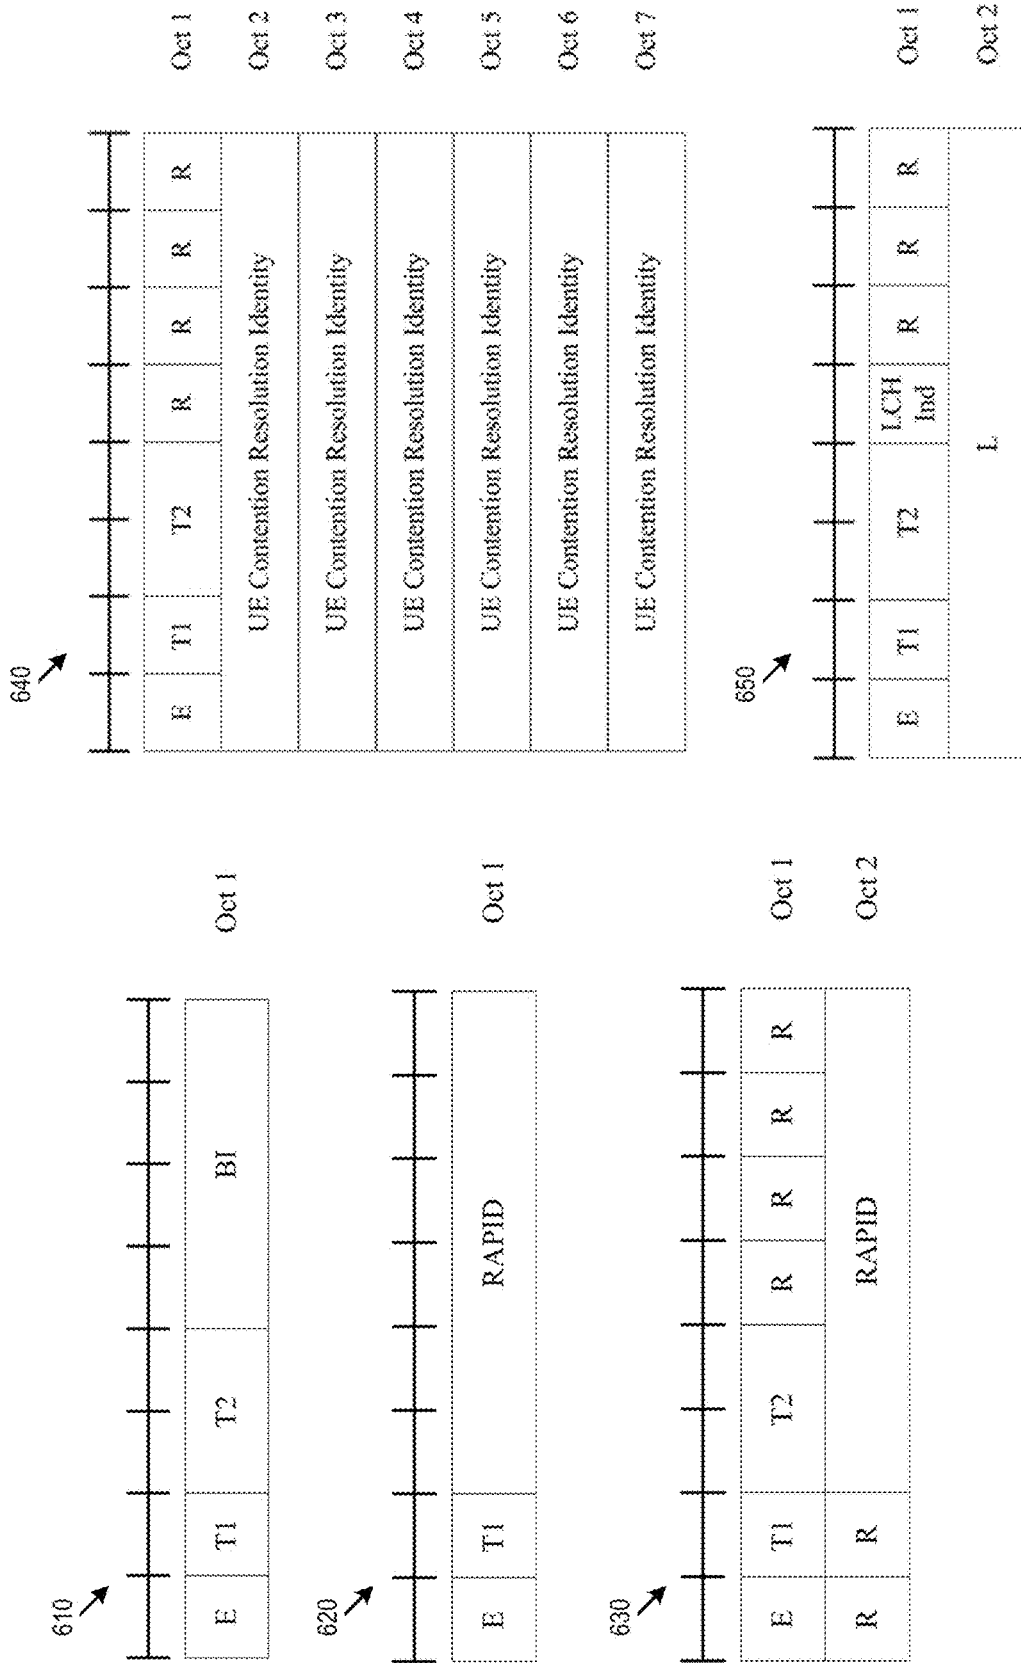 610
E T1 T2 BI Oct 1
620
E T1 RAPID Oct 1
630
E T1 T2 R R R R Oct 1
R R RAPID Oct 2
640
E T1 T2 R R R R Oct 1
UE Contention Resolution Identity Oct 2
UE Contention Resolution Identity Oct 3
UE Contention Resolution Identity Oct 4
UE Contention Resolution Identity Oct 5
UE Contention Resolution Identity Oct 6
UE Contention Resolution Identity Oct 7
650
E T1 T2 LCH Ind R R R Oct 1
L Oct 2